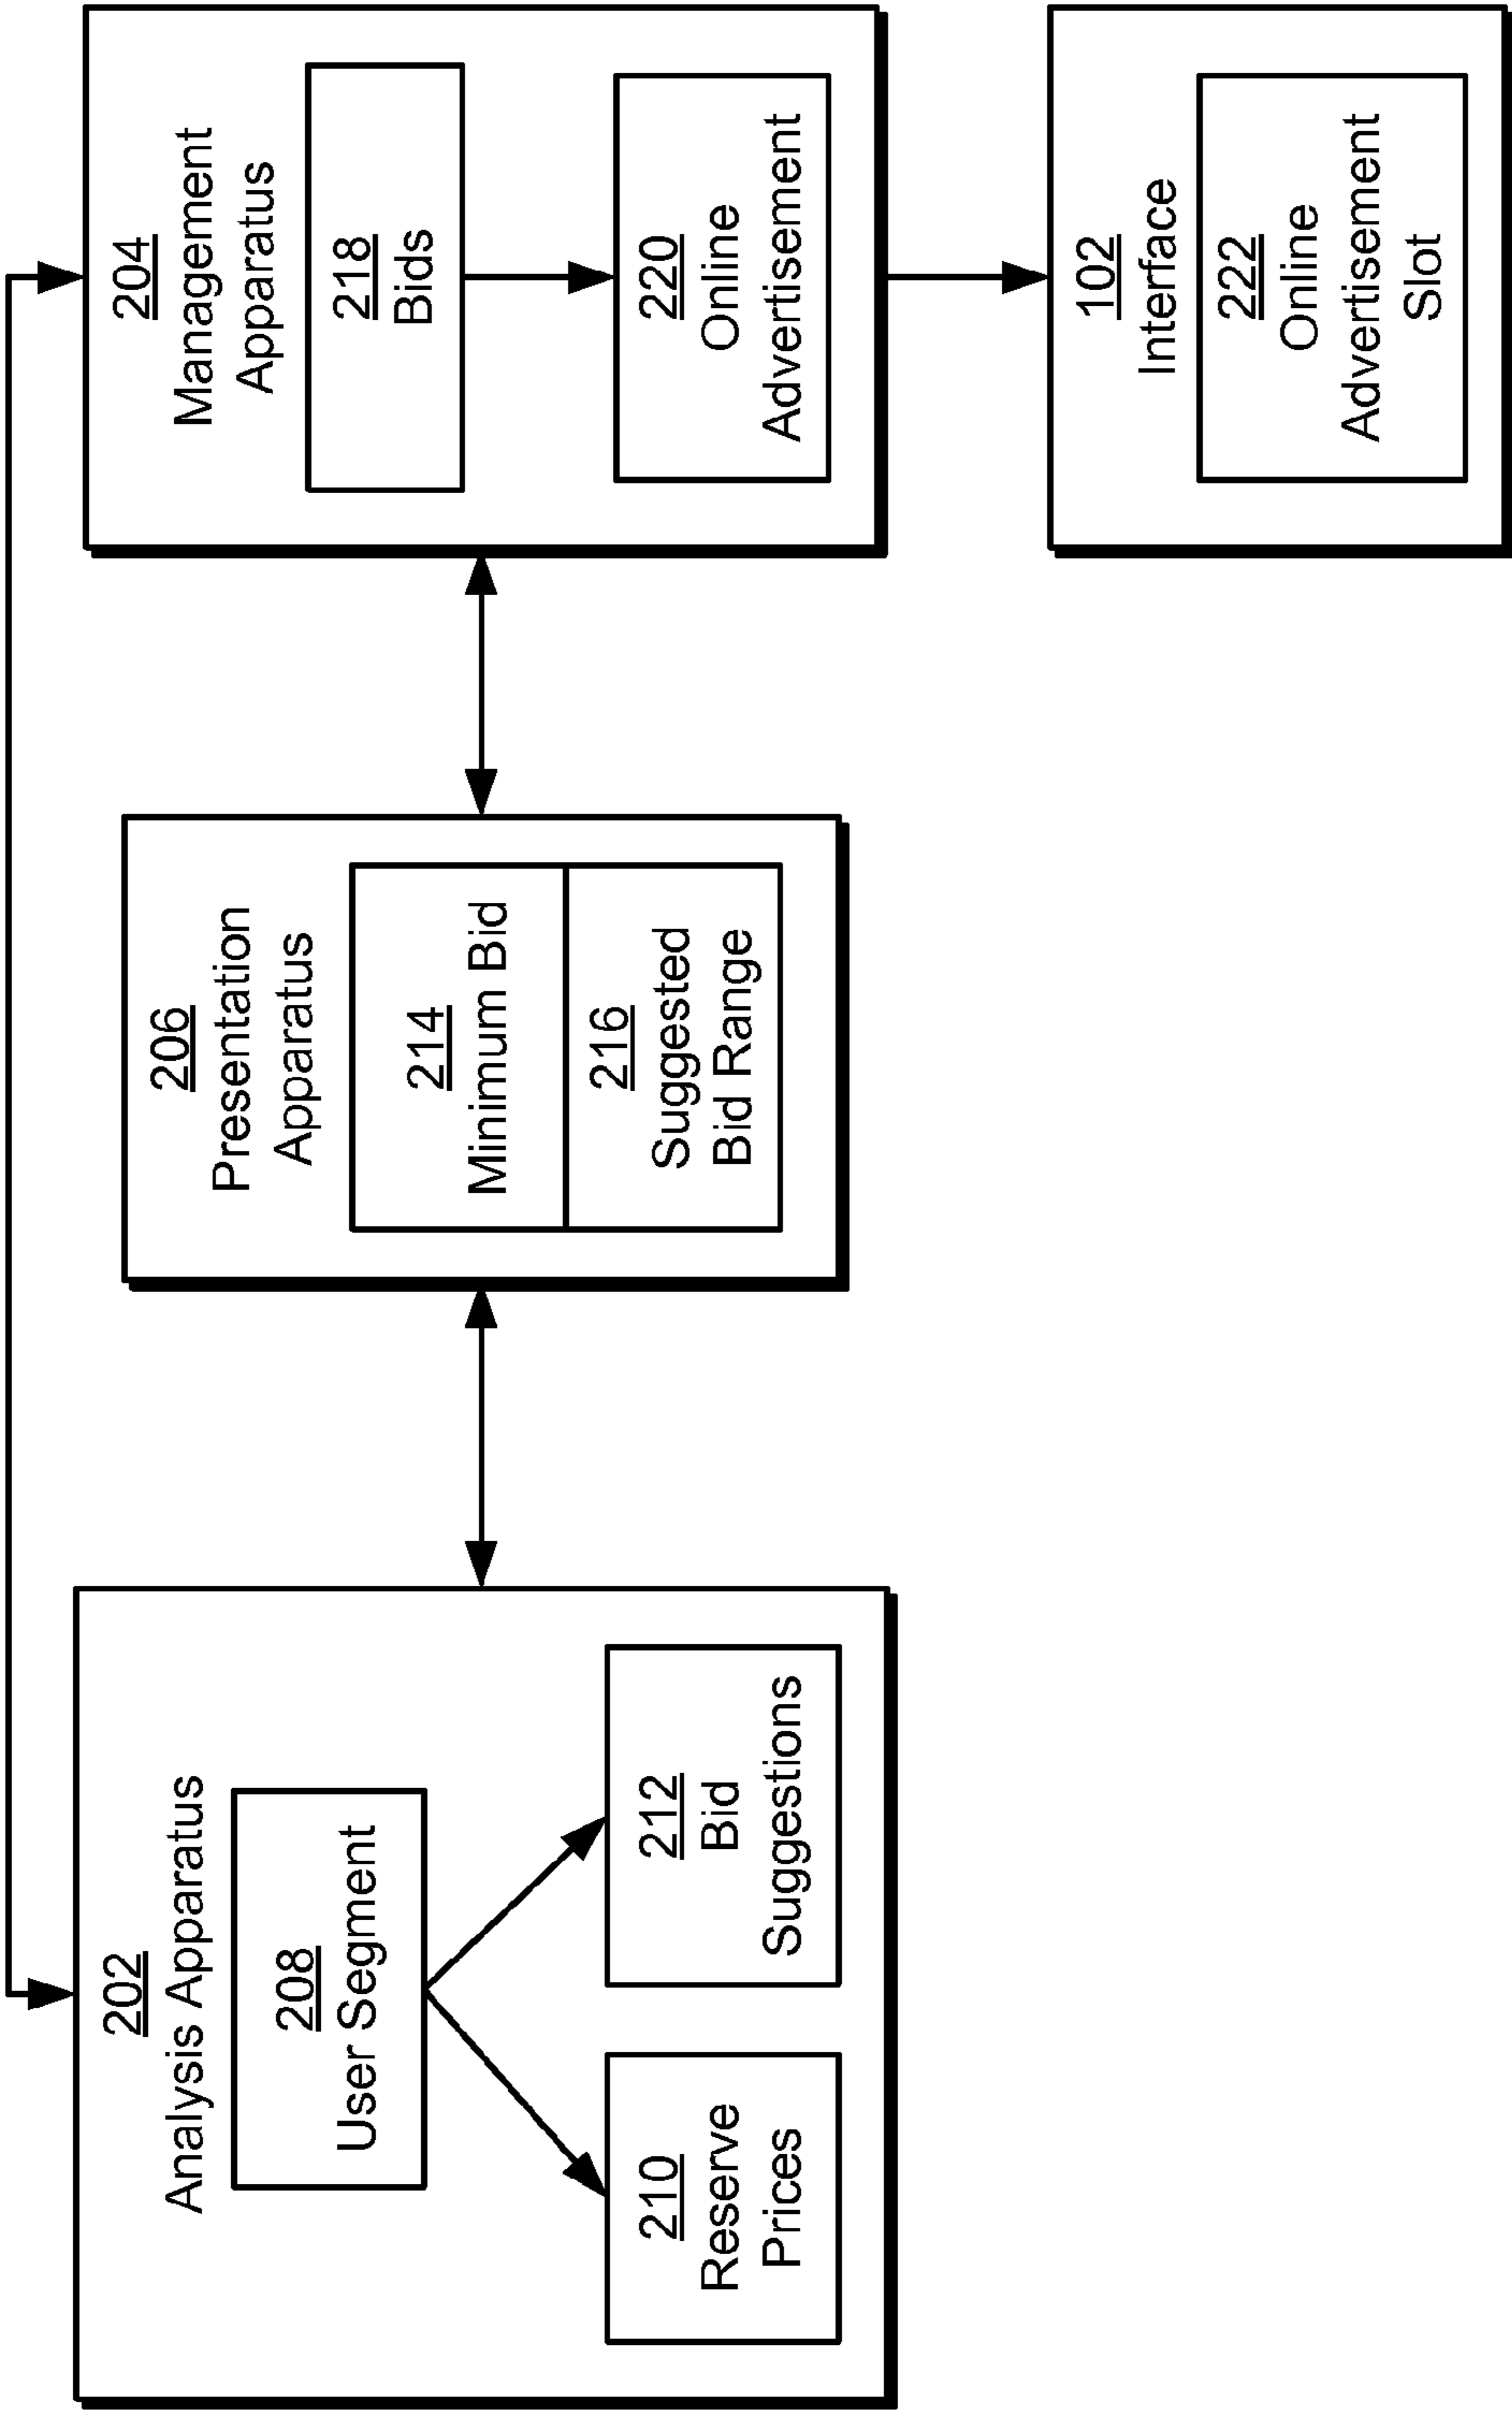 202
Analysis Apparatus
208
User Segment
210
Reserve
Prices
212
Bid
Suggestions
206
Presentation
Apparatus
214
Minimum Bid
216
Suggested
Bid Range
204
Management
Apparatus
218
Bids
220
Online
Advertisement
102
Interface
222
Online
Advertisement
Slot